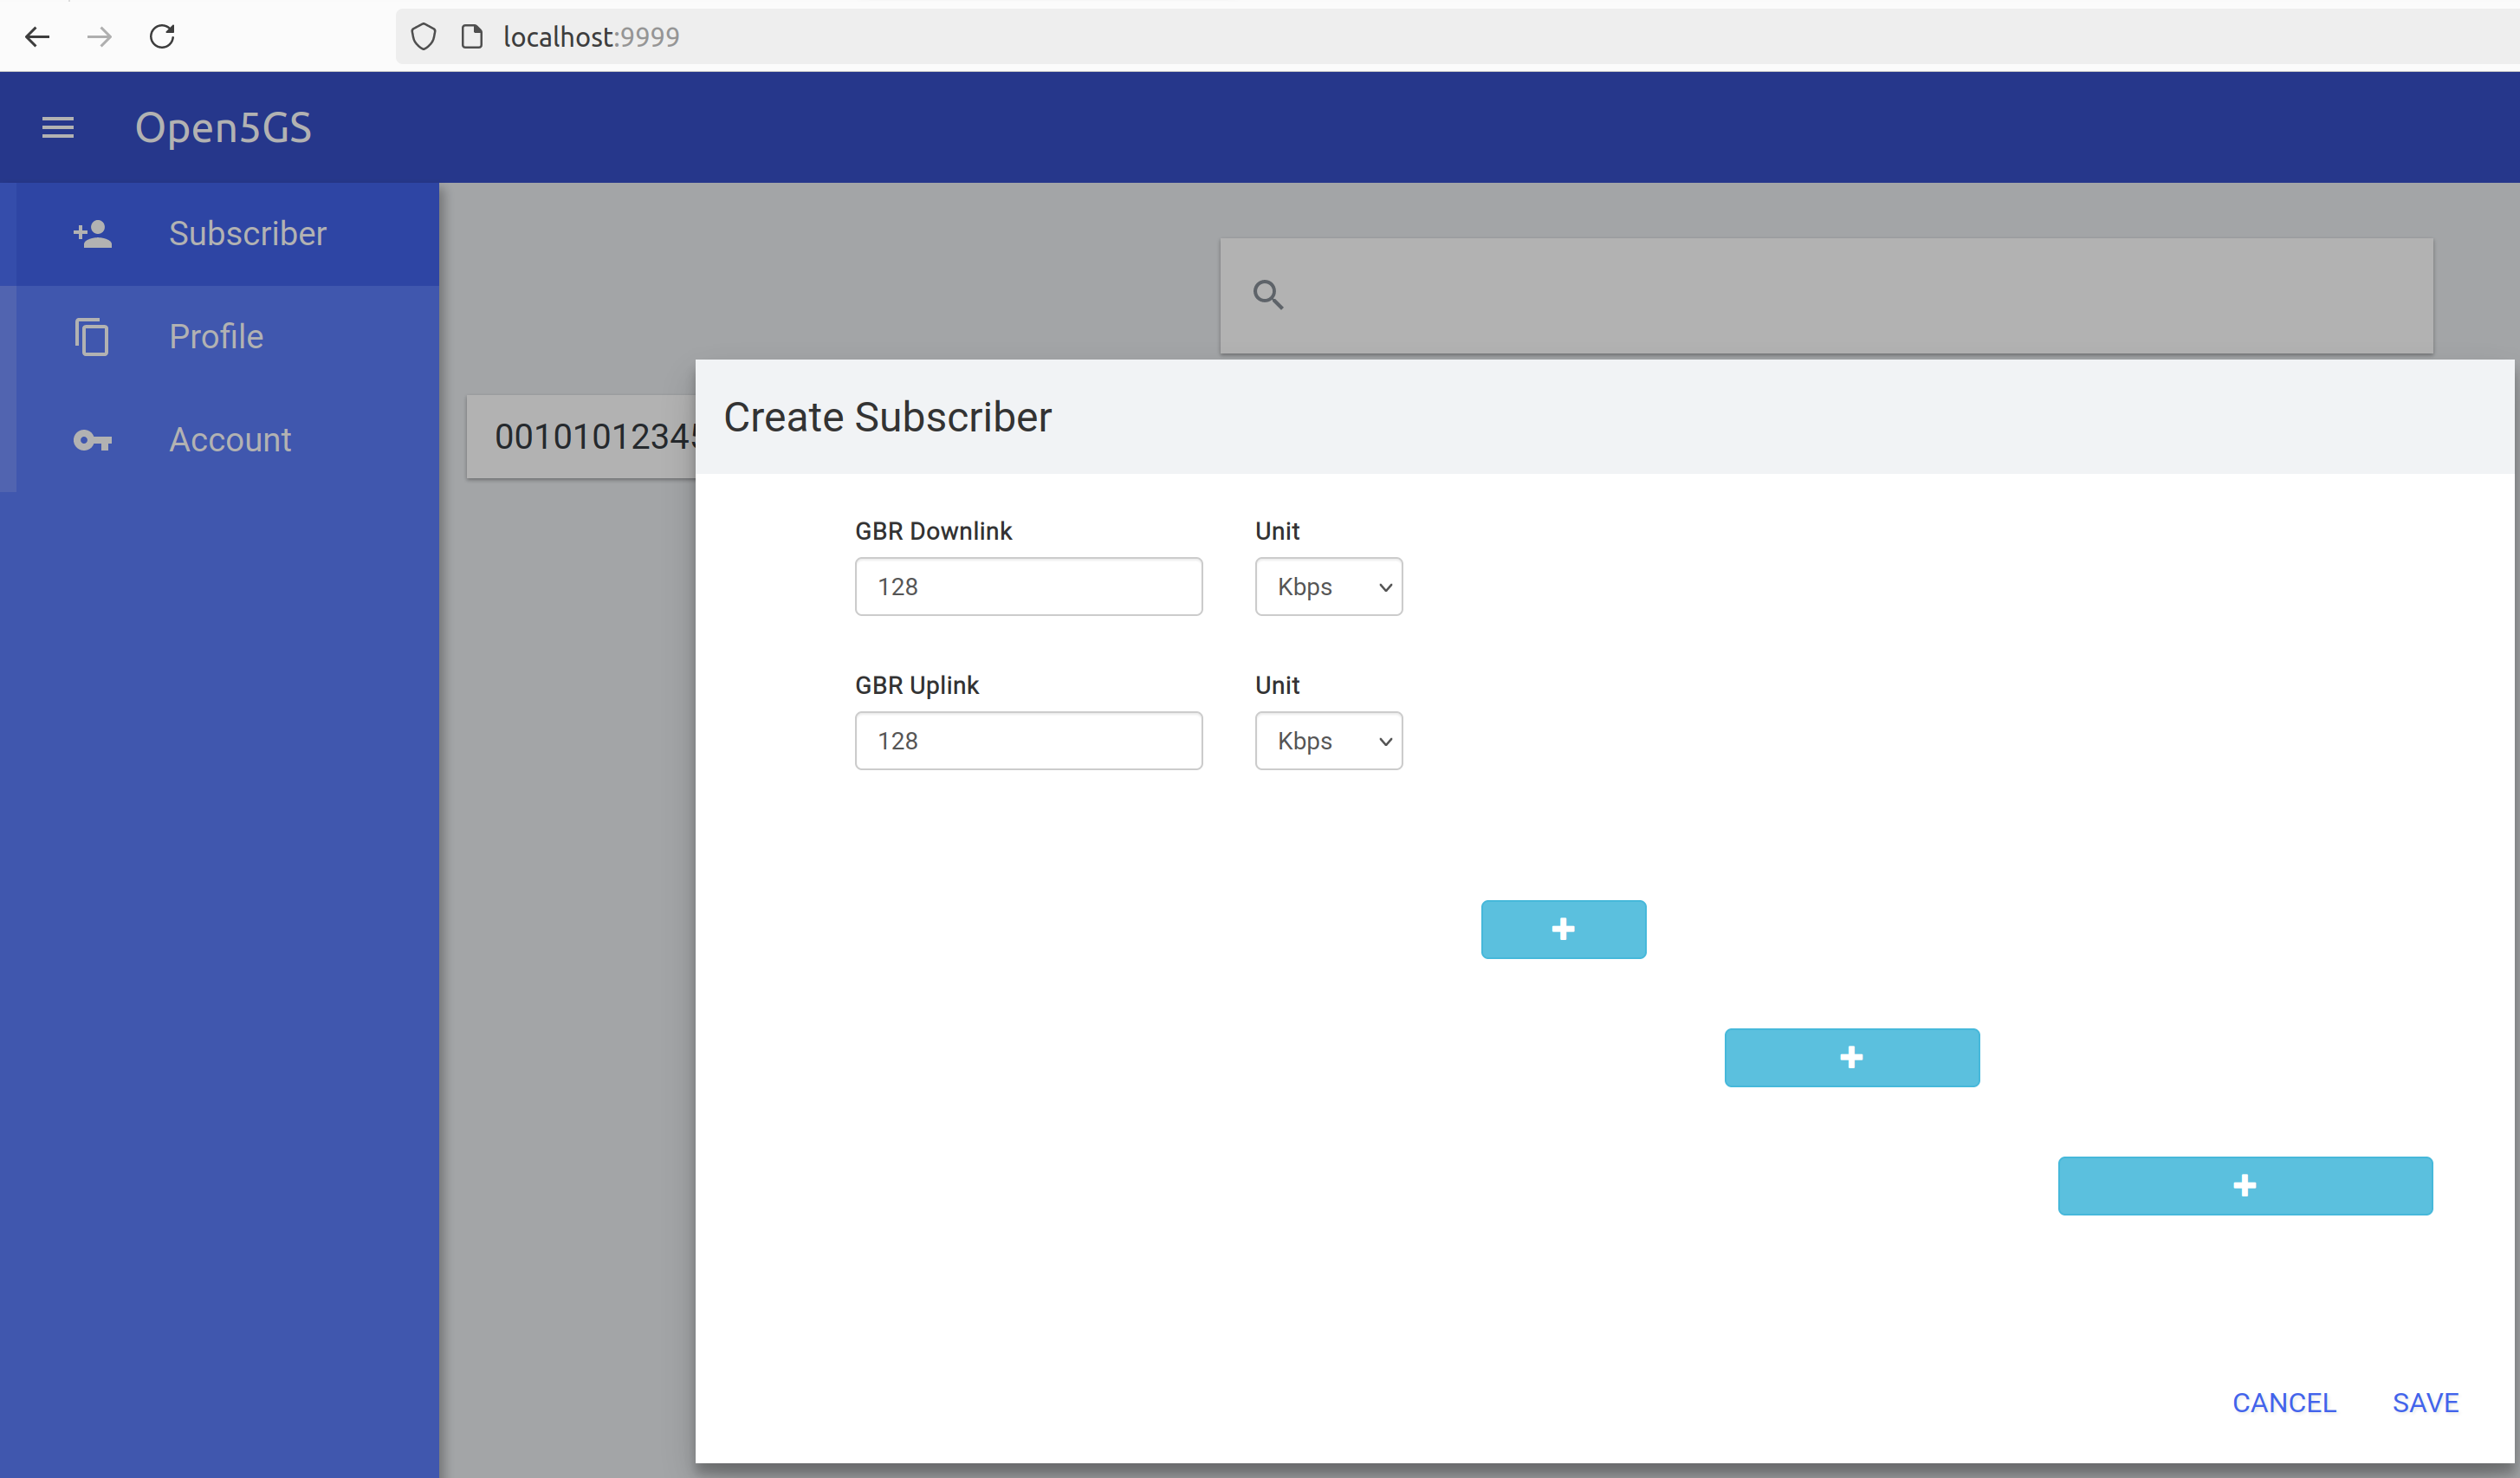 localhost:9999
Open5GS
Subscriber
Profile
Account
00101012345
Create Subscriber
GBR Downlink
Unit
128
Kbps
GBR Uplink
Unit
128
Kbps
CANCEL
SAVE